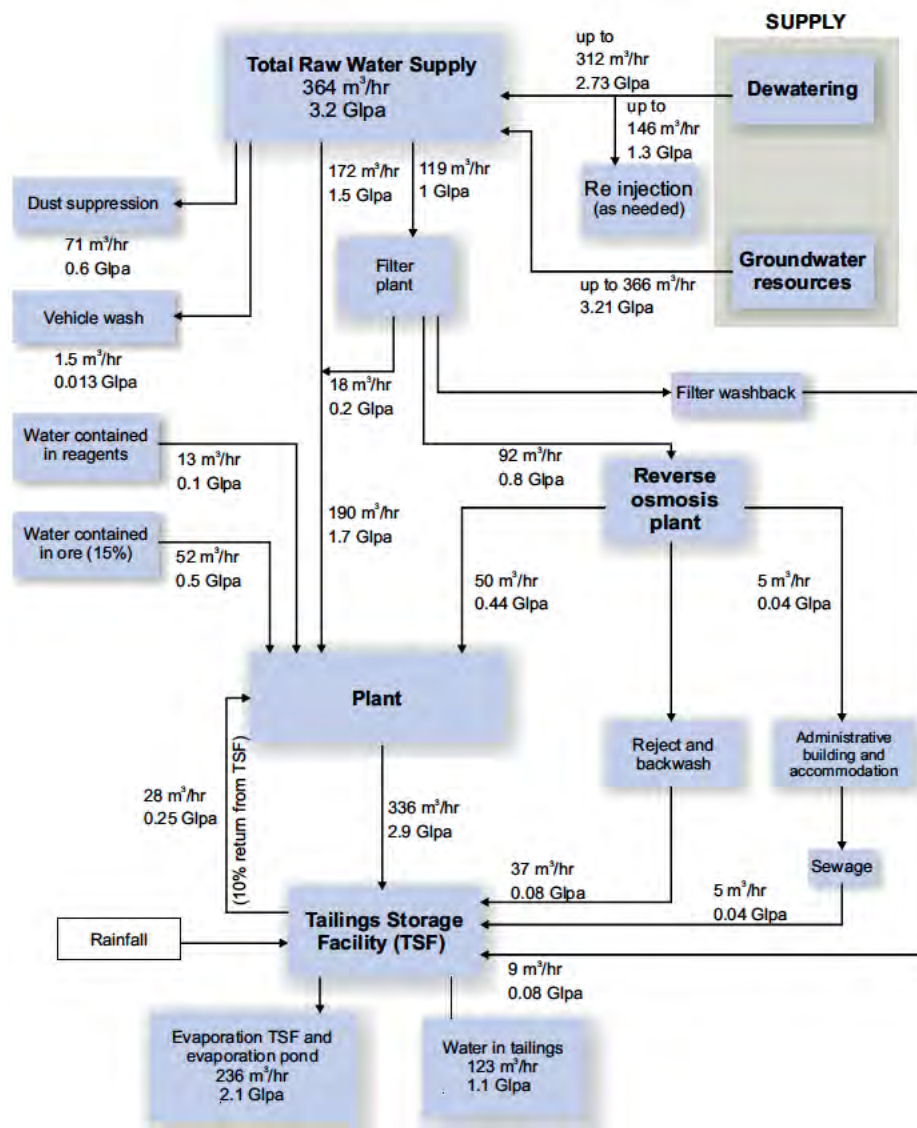 SUPPLY
Total Raw Water Supply
364 m³/hr
3.2 Glpa
up to
312 m³/hr
2.73 Glpa
Dewatering
up to
146 m³/hr
1.3 Glpa
Re injection
(as needed)
Groundwater
resources
up to 366 m³/hr
3.21 Glpa
172 m³/hr
1.5 Glpa
119 m³/hr
1 Glpa
Dust suppression
71 m³/hr
0.6 Glpa
Filter
plant
Vehicle wash
1.5 m³/hr
0.013 Glpa
18 m³/hr
0.2 Glpa
Filter washback
Water contained
in reagents
13 m³/hr
0.1 Glpa
92 m³/hr
0.8 Glpa
Reverse
osmosis
plant
Water contained
in ore (15%)
52 m³/hr
0.5 Glpa
190 m³/hr
1.7 Glpa
50 m³/hr
0.44 Glpa
5 m³/hr
0.04 Glpa
Plant
Reject and
backwash
Administrative
building and
accommodation
28 m³/hr
0.25 Glpa
(10% return from TSF)
336 m³/hr
2.9 Glpa
Sewage
37 m³/hr
0.08 Glpa
5 m³/hr
0.04 Glpa
Rainfall
Tailings Storage
Facility (TSF)
9 m³/hr
0.08 Glpa
Evaporation TSF and
evaporation pond
236 m³/hr
2.1 Glpa
Water in tailings
123 m³/hr
1.1 Glpa